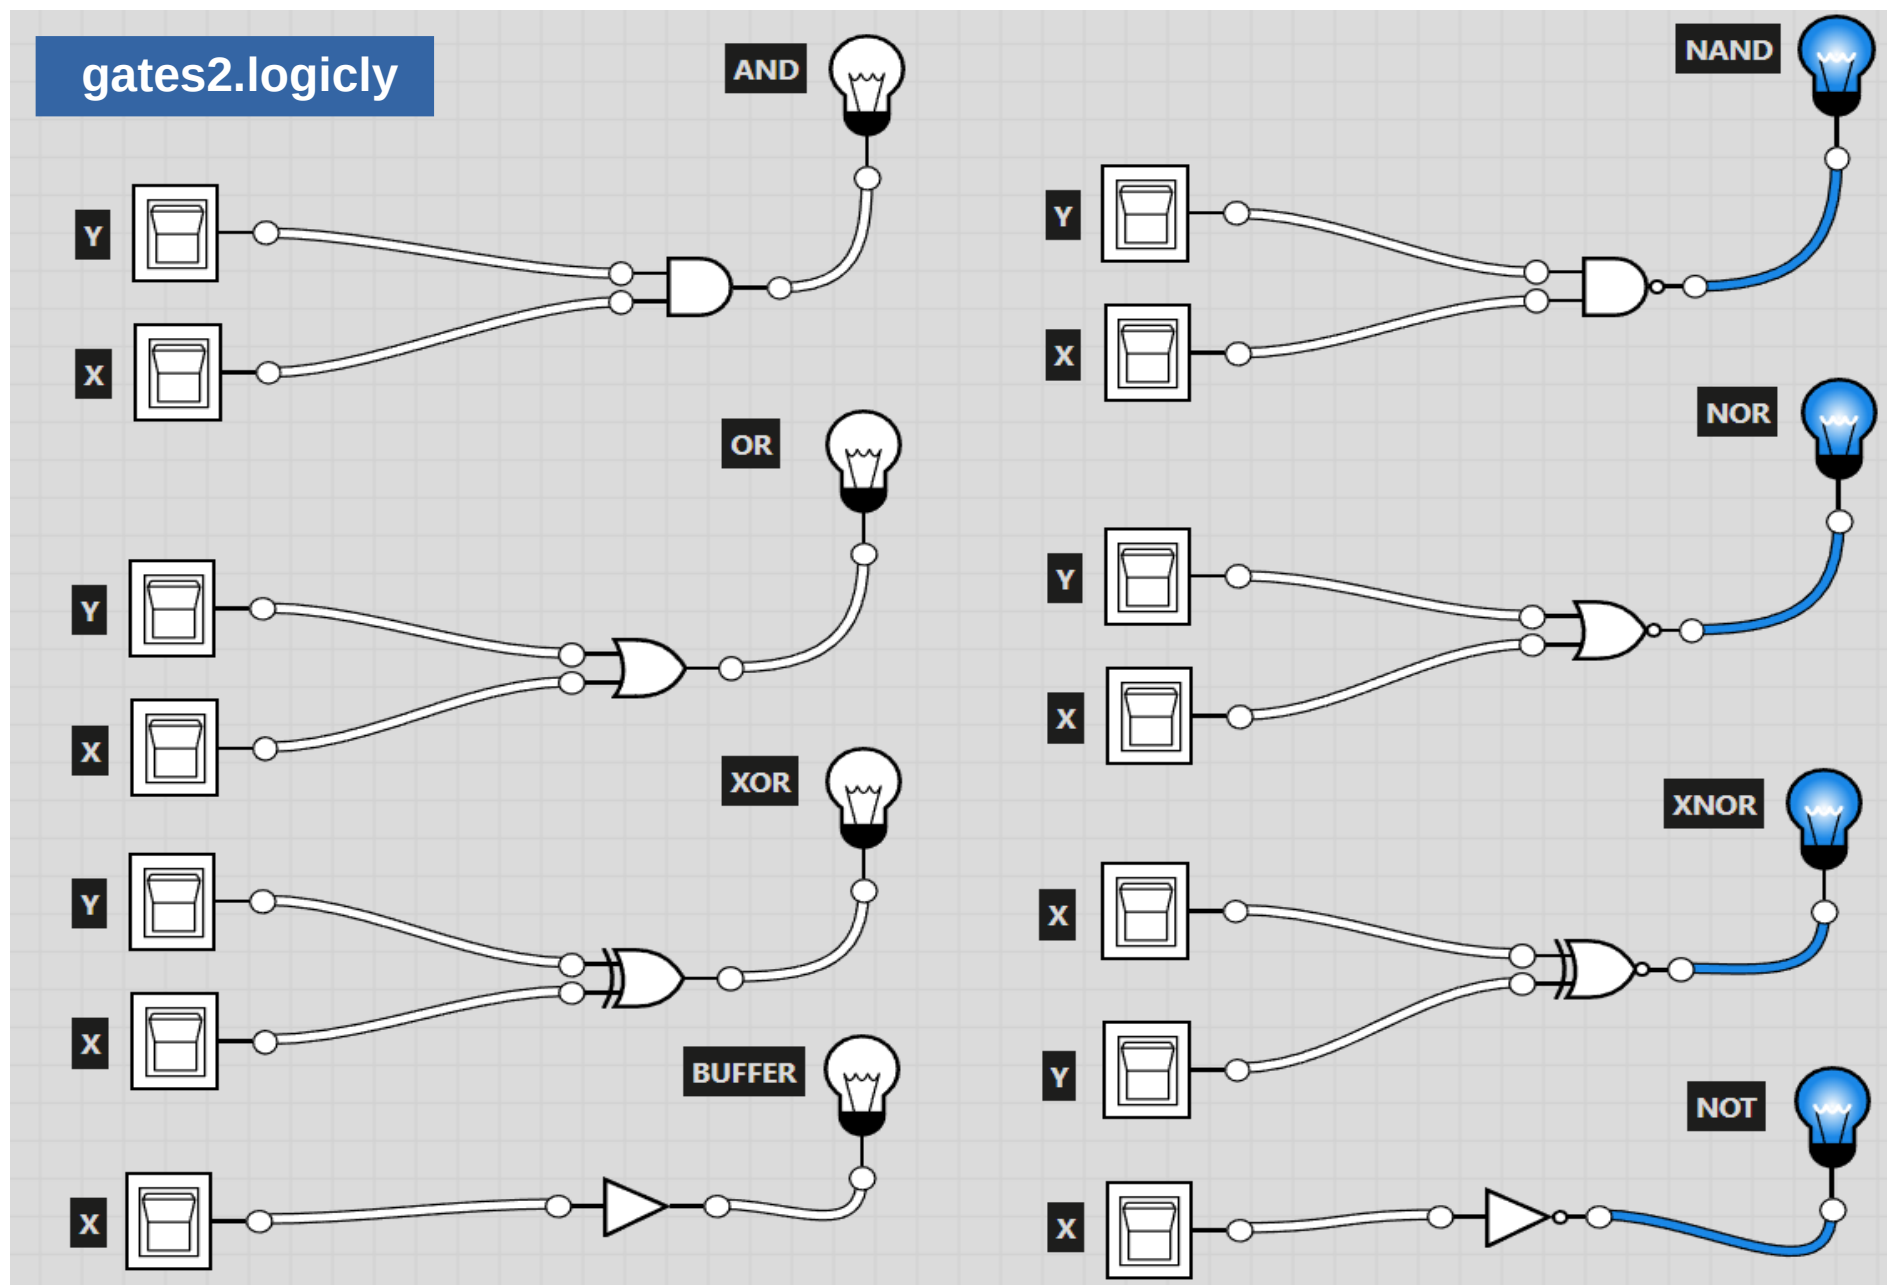 gates2.logicly
AND
Y
X
OR
Y
X
XOR
Y
X
BUFFER
X
NAND
Y
X
NOR
Y
X
XNOR
X
Y
NOT
X